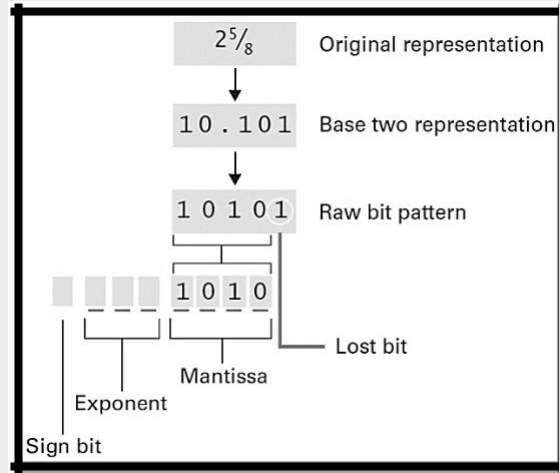 2⁵⁄₈ Original representation
10.101 Base two representation
10101 Raw bit pattern
1010
Lost bit
Mantissa
Exponent
Sign bit